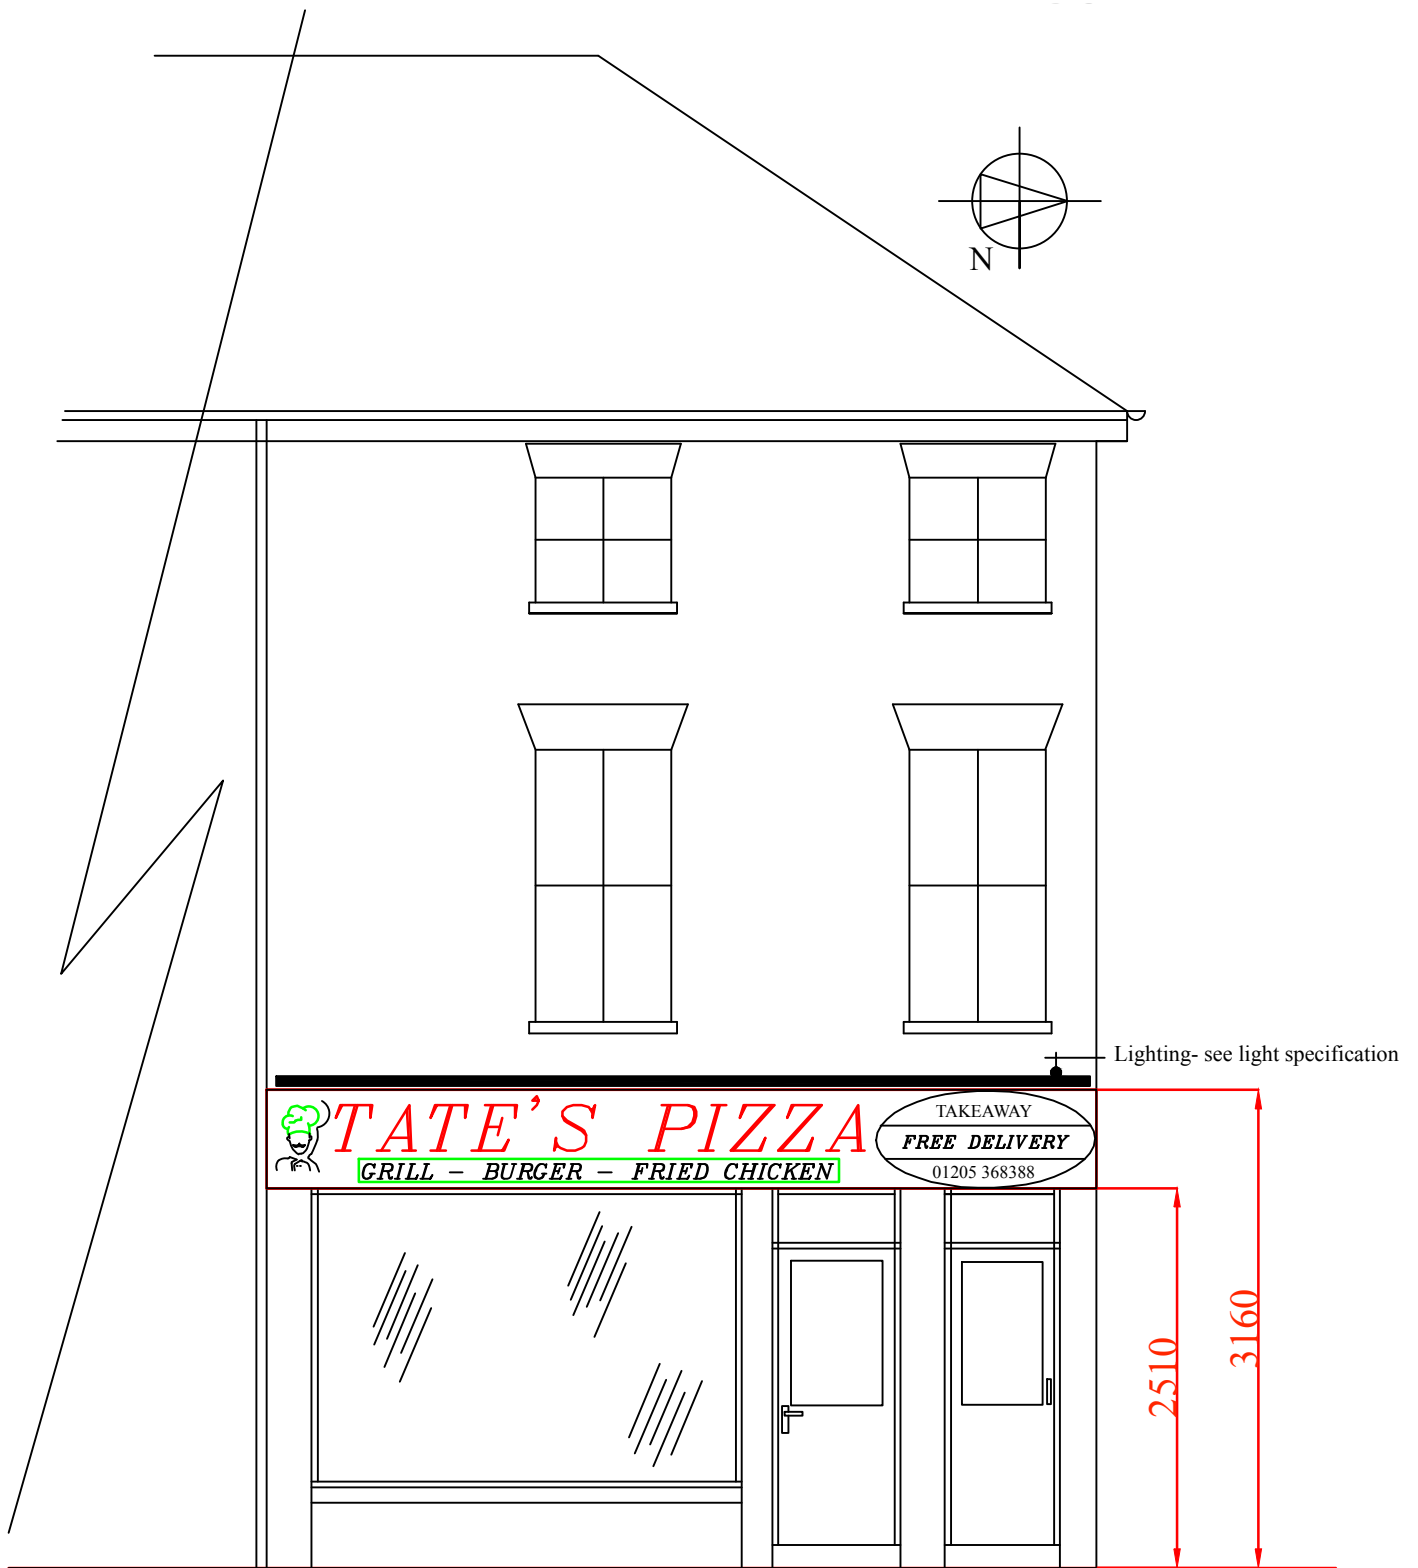 N
Lighting- see light specification
TATE'S PIZZA
GRILL - BURGER - FRIED CHICKEN
TAKEAWAY
FREE DELIVERY
01205 368388
2510
3160